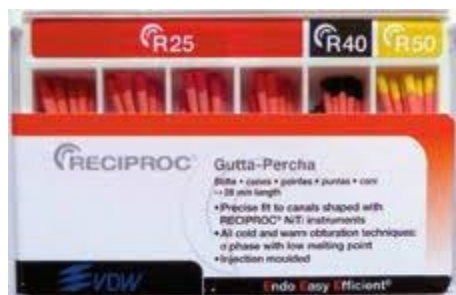 R25 R40 R50
RECIPROC®
Gutta-Percha
Stifte • cones • pointes • puntas • coni
28 mm length
• Precise fit to canals shaped with
RECIPROC® NiTi instruments
• All cold and warm obturation techniques:
α phase with low melting point
• Injection moulded
VDW
Endo Easy Efficient®